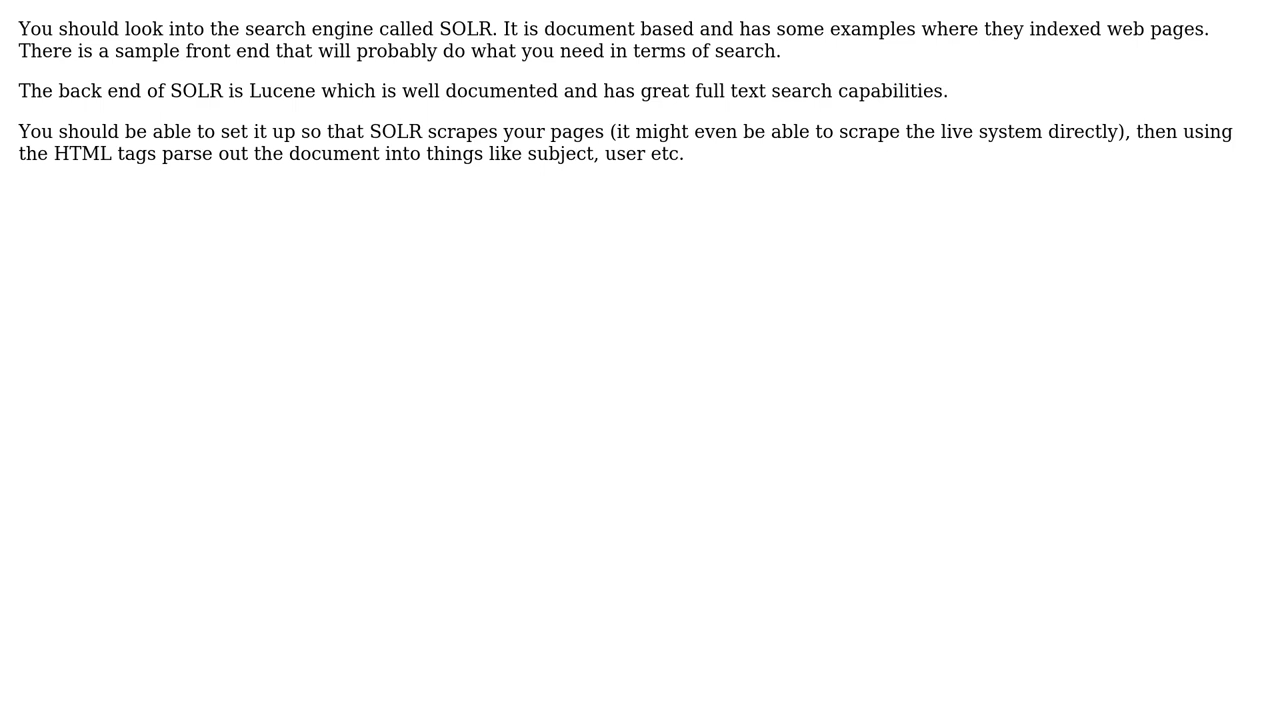 You should look into the search engine called SOLR. It is document based and has some examples where they indexed web pages.
There is a sample front end that will probably do what you need in terms of search.
The back end of SOLR is Lucene which is well documented and has great full text search capabilities.
You should be able to set it up so that SOLR scrapes your pages (it might even be able to scrape the live system directly), then using
the HTML tags parse out the document into things like subject, user etc.